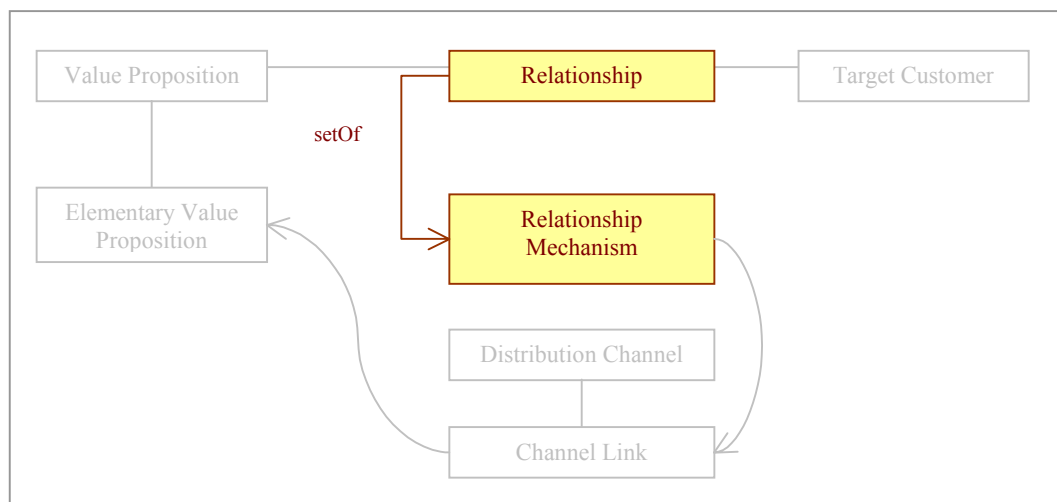 Value Proposition
Relationship
Target Customer
setOf
Elementary Value
Proposition
Relationship
Mechanism
Distribution Channel
Channel Link